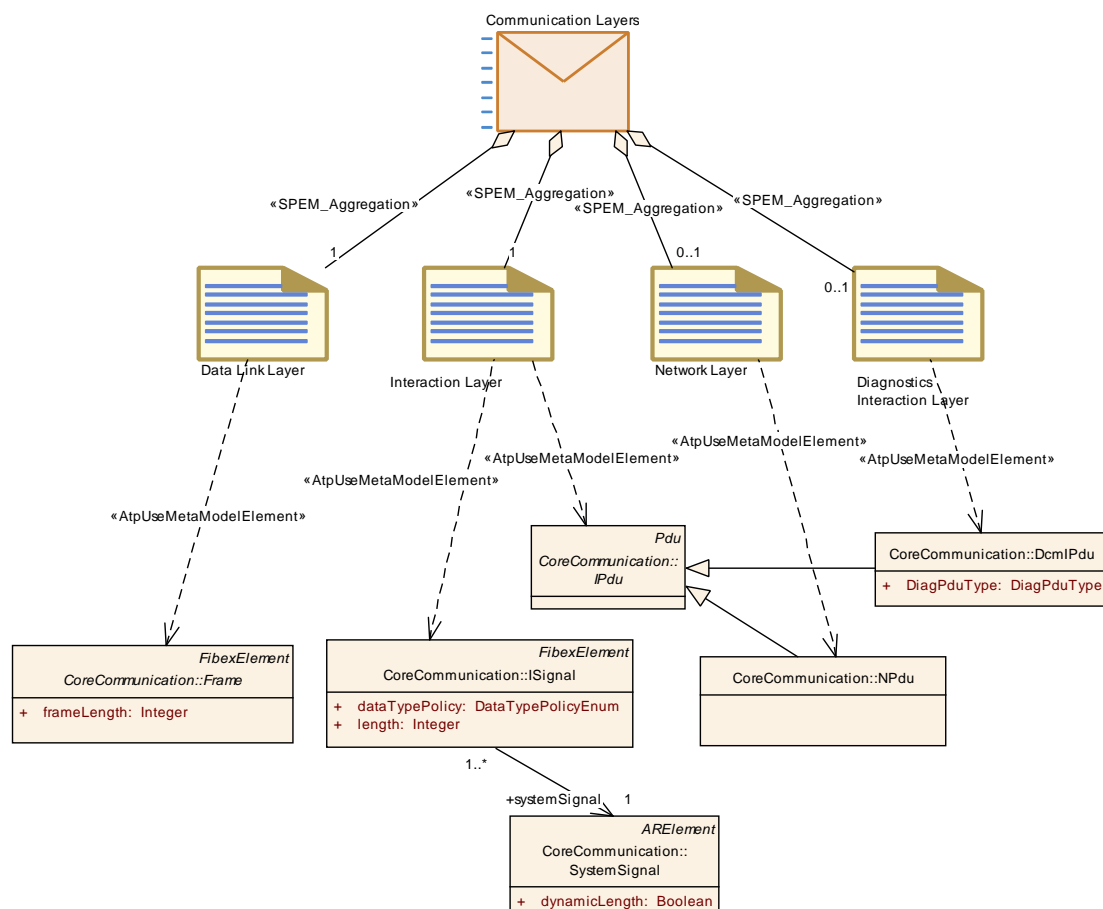 Communication Layers
«SPEM_Aggregation»
«SPEM_Aggregation»
«SPEM_Aggregation»
«SPEM_Aggregation»
1
1
0..1
0..1
Data Link Layer
Interaction Layer
Network Layer
Diagnostics
Interaction Layer
«AtpUseMetaModelElement»
«AtpUseMetaModelElement»
«AtpUseMetaModelElement»
«AtpUseMetaModelElement»
«AtpUseMetaModelElement»
Pdu
CoreCommunication::
IPdu
CoreCommunication::DcmIPdu
+ DiagPduType: DiagPduType
FibexElement
CoreCommunication::Frame
+ frameLength: Integer
FibexElement
CoreCommunication::ISignal
+ dataTypePolicy: DataTypePolicyEnum
+ length: Integer
CoreCommunication::NPdu
1..*
+systemSignal 1
ARElement
CoreCommunication::
SystemSignal
+ dynamicLength: Boolean